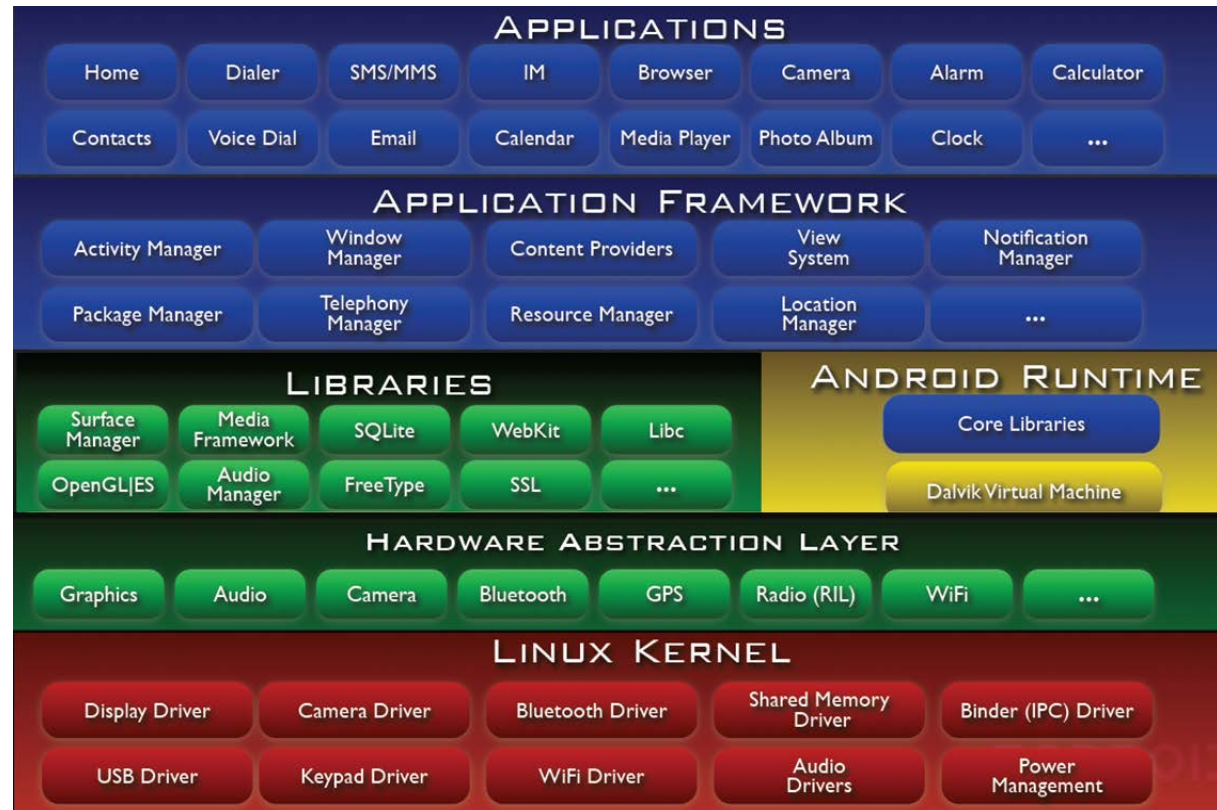 APPLICATIONS
Home Dialer SMS/MMS IM Browser Camera Alarm Calculator
Contacts Voice Dial Email Calendar Media Player Photo Album Clock ...
APPLICATION FRAMEWORK
Activity Manager Window Manager Content Providers View System Notification Manager
Package Manager Telephony Manager Resource Manager Location Manager ...
LIBRARIES
Surface Manager Media Framework SQLite WebKit Libc
OpenGL|ES Audio Manager FreeType SSL ...
ANDROID RUNTIME
Core Libraries
Dalvik Virtual Machine
HARDWARE ABSTRACTION LAYER
Graphics Audio Camera Bluetooth GPS Radio (RIL) WiFi ...
LINUX KERNEL
Display Driver Camera Driver Bluetooth Driver Shared Memory Driver Binder (IPC) Driver
USB Driver Keypad Driver WiFi Driver Audio Drivers Power Management